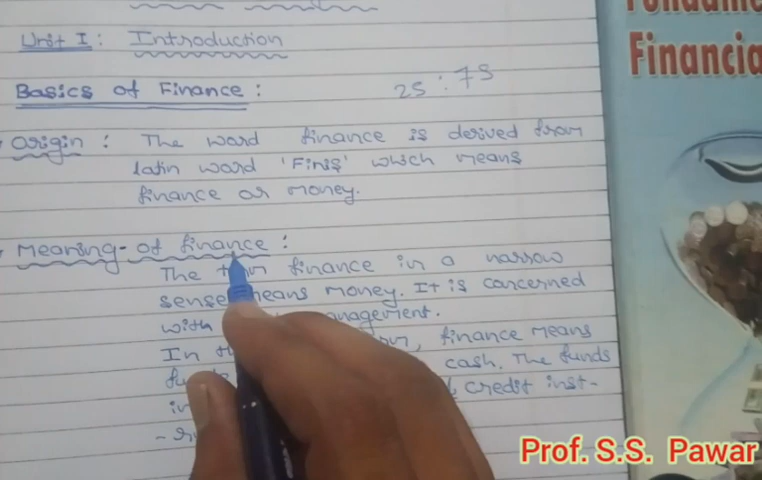 Unit I: Introduction
Basics of Finance:
25:75
Origin: The word finance is derived from
latin word 'Finis' which means
finance or money.
Meaning of finance:
The finance in a narrow
sense means money. It is concerned
with
In, finance means
cash. The funds
credit inst-
Financia
Prof. S.S. Pawar